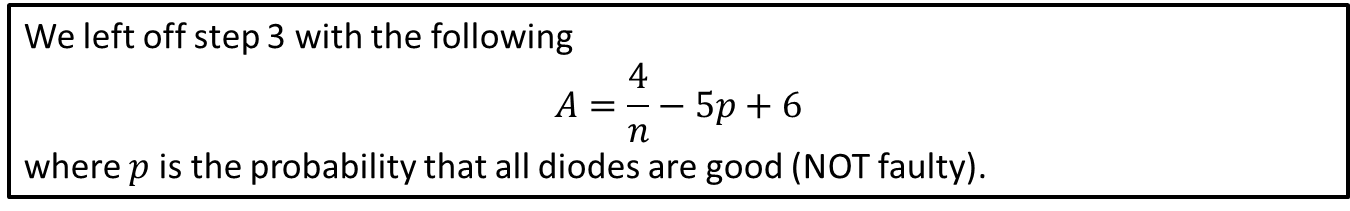 We left off step 3 with the following
A = 4/n − 5p + 6
where p is the probability that all diodes are good (NOT faulty).